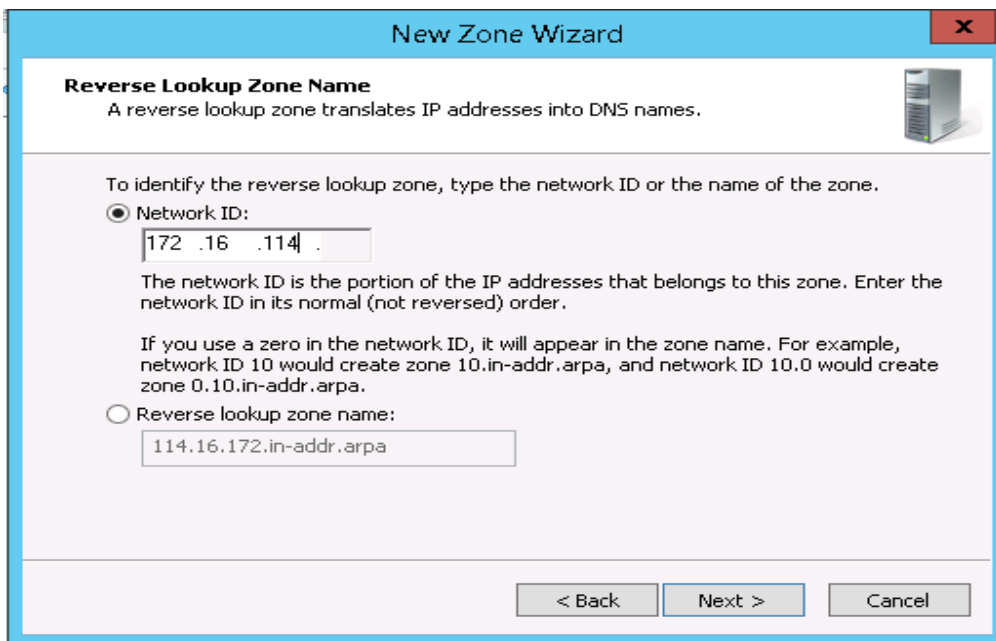 New Zone Wizard
x
Reverse Lookup Zone Name
A reverse lookup zone translates IP addresses into DNS names.
To identify the reverse lookup zone, type the network ID or the name of the zone.
Network ID:
172 .16 .114 .
The network ID is the portion of the IP addresses that belongs to this zone. Enter the
network ID in its normal (not reversed) order.
If you use a zero in the network ID, it will appear in the zone name. For example,
network ID 10 would create zone 10.in-addr.arpa, and network ID 10.0 would create
zone 0.10.in-addr.arpa.
Reverse lookup zone name:
114.16.172.in-addr.arpa
< Back Next > Cancel